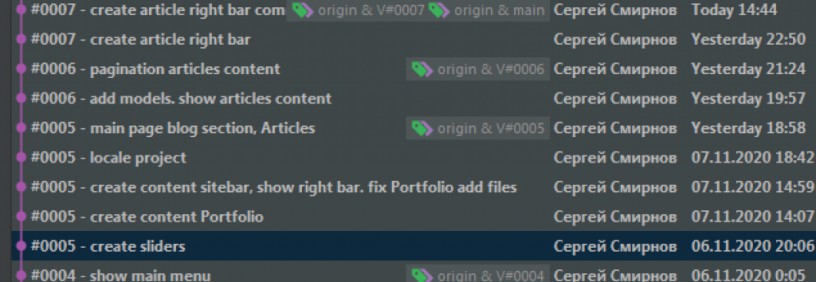 #0007 - create article right bar com origin & V#0007 origin & main Сергей Смирнов Today 14:44
#0007 - create article right bar Сергей Смирнов Yesterday 22:50
#0006 - pagination articles content origin & V#0006 Сергей Смирнов Yesterday 21:24
#0006 - add models. show articles content Сергей Смирнов Yesterday 19:57
#0005 - main page blog section, Articles origin & V#0005 Сергей Смирнов Yesterday 18:58
#0005 - locale project Сергей Смирнов 07.11.2020 18:42
#0005 - create content sitebar, show right bar. fix Portfolio add files Сергей Смирнов 07.11.2020 14:59
#0005 - create content Portfolio Сергей Смирнов 07.11.2020 14:07
#0005 - create sliders Сергей Смирнов 06.11.2020 20:06
#0004 - show main menu origin & V#0004 Сергей Смирнов 06.11.2020 0:05